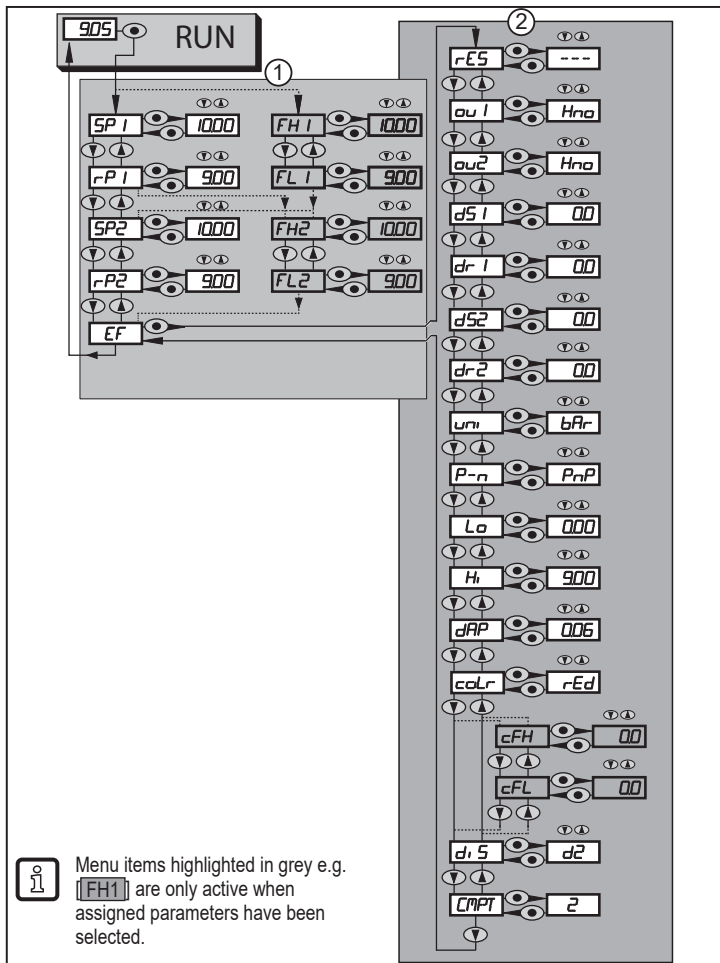 9.05 RUN
1
SP1 10.00 FH1 10.00
rP1 9.00 FL1 9.00
SP2 10.00 FH2 10.00
rP2 9.00 FL2 9.00
EF
2
rES ---
ou1 Hno
ou2 Hno
dS1 0.0
dr1 0.0
dS2 0.0
dr2 0.0
uni bAr
P-n PnP
Lo 0.00
Hi 9.00
dAP 0.06
coLr rEd
cFH 0.0
cFL 0.0
diS d2
CMPT 2
i
Menu items highlighted in grey e.g.
[FH1] are only active when
assigned parameters have been
selected.